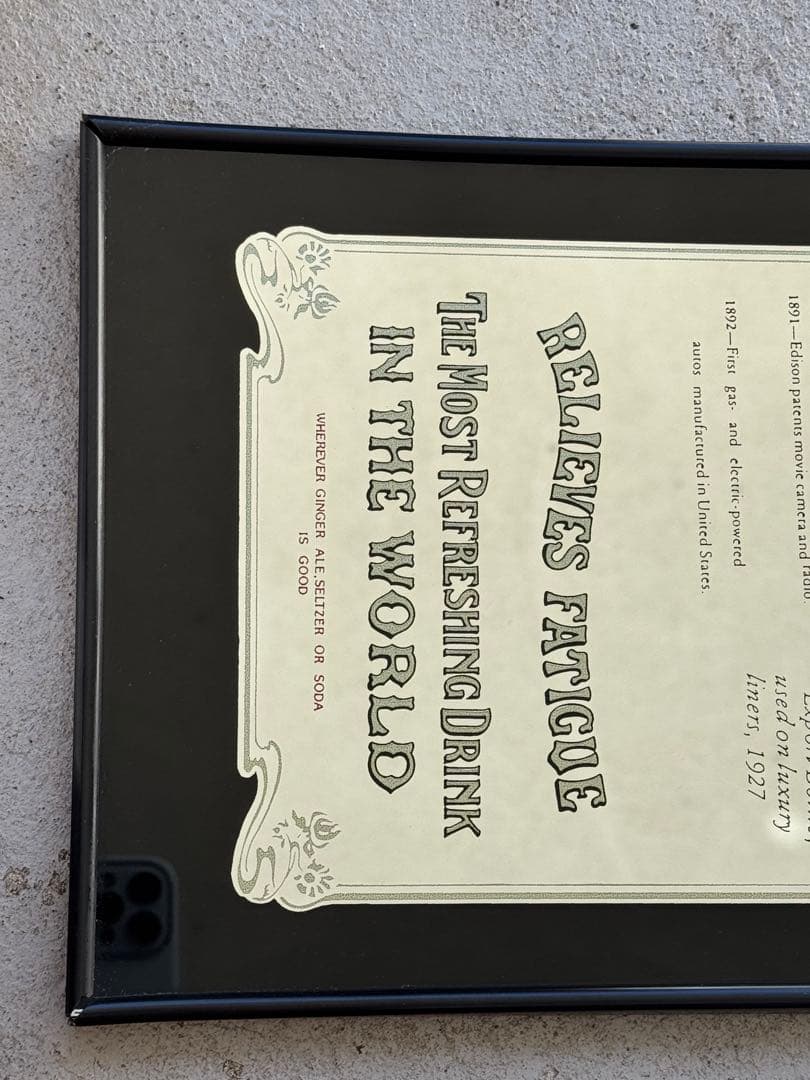 1891—Edison patents movie camera and radio.
1892—First gas- and electric-powered
autos manufactured in United States.
used on luxury
liners, 1927
RELIEVES FATIGUE
THE MOST REFRESHING DRINK
IN THE WORLD
WHEREVER GINGER ALE, SELTZER OR SODA
IS GOOD